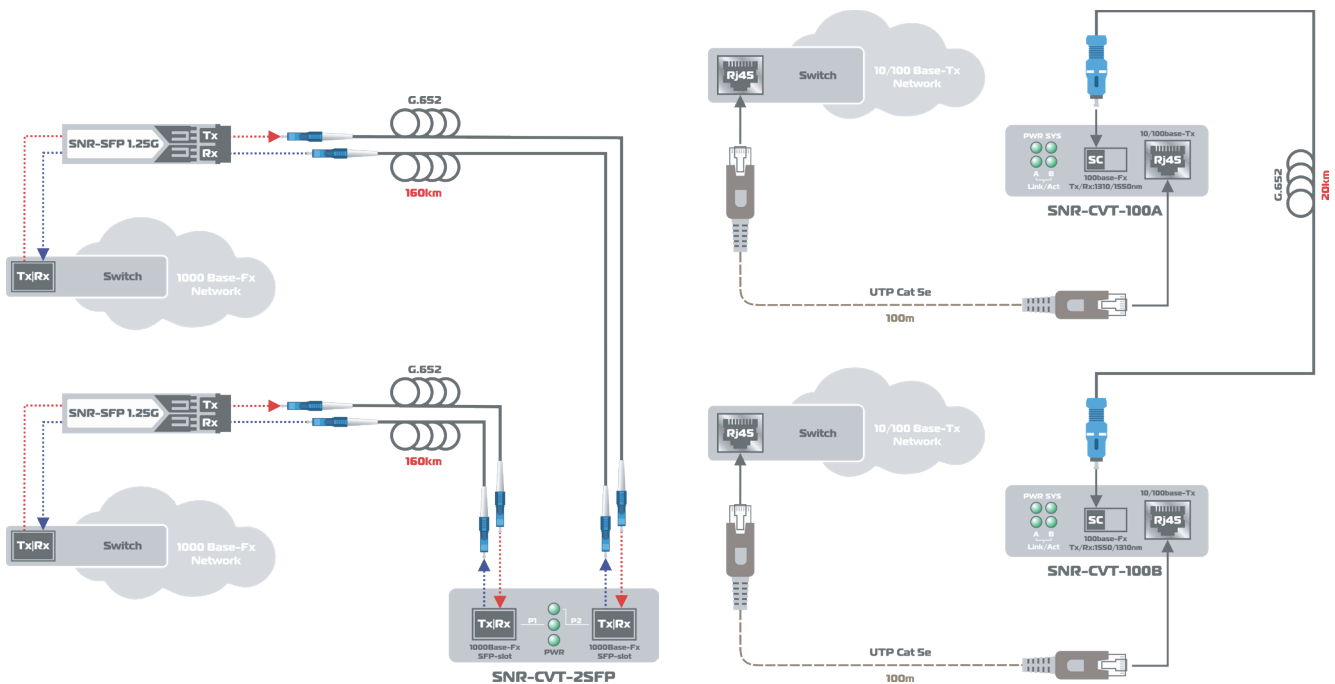 G.652
SNR-SFP 1.25G
Tx
Rx
160km
Tx|Rx
Switch
1000 Base-Fx
Network
G.652
SNR-SFP 1.25G
Tx
Rx
160km
Tx|Rx
Switch
1000 Base-Fx
Network
Tx|Rx
P1
P2
Tx|Rx
1000Base-Fx
SFP-slot
PWR
1000Base-Fx
SFP-slot
SNR-CVT-2SFP
Rj45
Switch
10/100 Base-Tx
Network
PWR SYS
A B
Link/Act
SC
100base-Fx
Tx/Rx:1310/1550nm
10/100base-Tx
Rj45
SNR-CVT-100A
G.652
20km
UTP Cat 5e
100m
Rj45
Switch
10/100 Base-Tx
Network
PWR SYS
A B
Link/Act
SC
100base-Fx
Tx/Rx:1550/1310nm
10/100base-Tx
Rj45
SNR-CVT-100B
UTP Cat 5e
100m